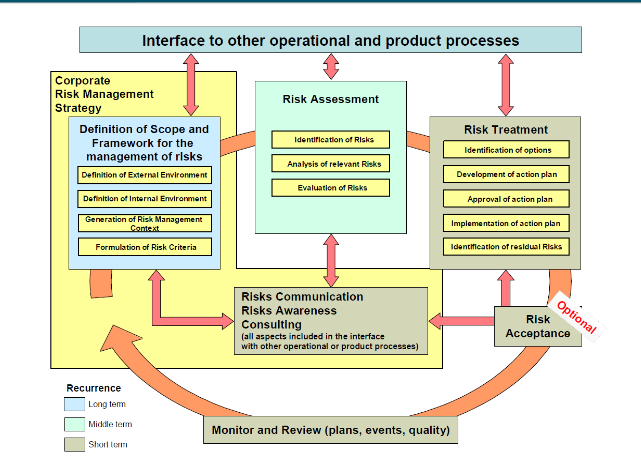 Interface to other operational and product processes
Corporate
Risk Management
Strategy
Definition of Scope and
Framework for the
management of risks
Definition of External Environment
Definition of Internal Environment
Generation of Risk Management
Context
Formulation of Risk Criteria
Risk Assessment
Identification of Risks
Analysis of relevant Risks
Evaluation of Risks
Risk Treatment
Identification of options
Development of action plan
Approval of action plan
Implementation of action plan
Identification of residual Risks
Risks Communication
Risks Awareness
Consulting
(all aspects included in the interface
with other operational or product processes)
Optional
Risk
Acceptance
Recurrence
Long term
Middle term
Short term
Monitor and Review (plans, events, quality)